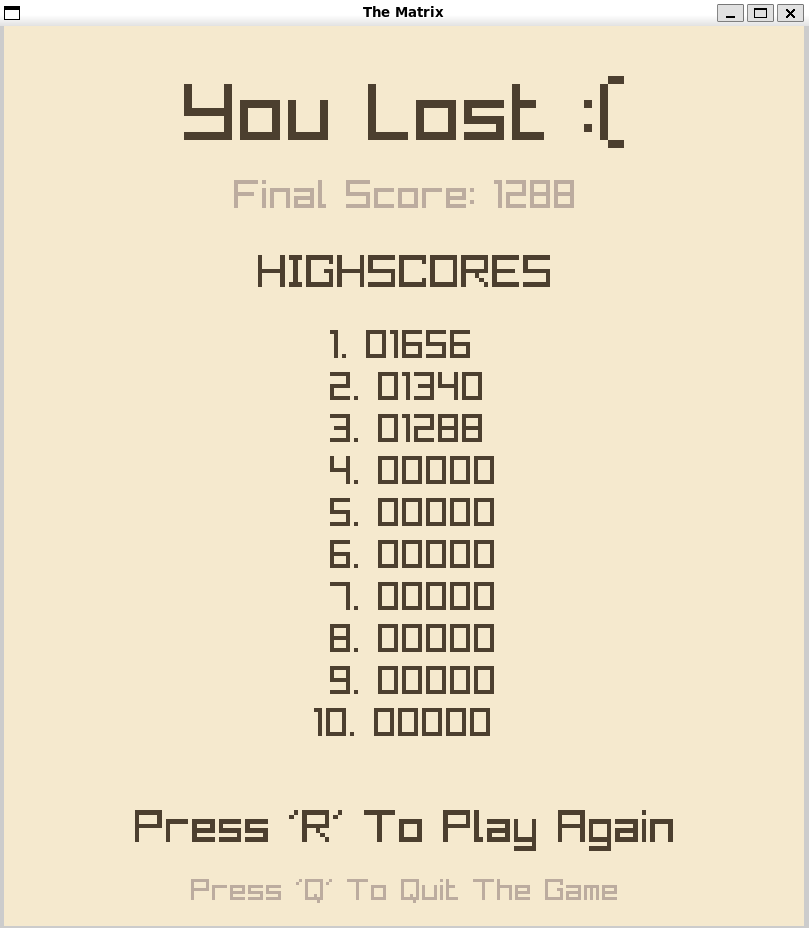 The Matrix
You Lost :(
Final Score: 1288
HIGHSCORES
1. 01656
2. 01340
3. 01288
4. 00000
5. 00000
6. 00000
7. 00000
8. 00000
9. 00000
10. 00000
Press 'R' To Play Again
Press 'Q' To Quit The Game